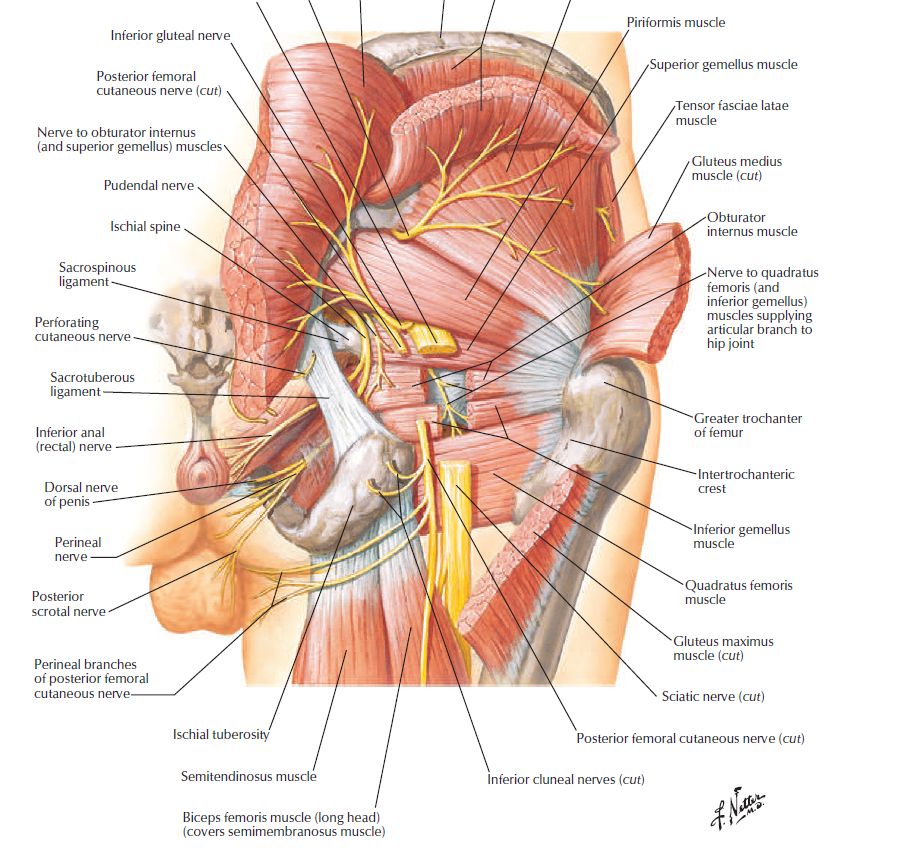 Inferior gluteal nerve
Posterior femoral
cutaneous nerve (cut)
Nerve to obturator internus
(and superior gemellus) muscles
Pudendal nerve
Ischial spine
Sacrospinous
ligament
Perforating
cutaneous nerve
Sacrotuberous
ligament
Inferior anal
(rectal) nerve
Dorsal nerve
of penis
Perineal
nerve
Posterior
scrotal nerve
Perineal branches
of posterior femoral
cutaneous nerve
Ischial tuberosity
Semitendinosus muscle
Biceps femoris muscle (long head)
(covers semimembranosus muscle)
Piriformis muscle
Superior gemellus muscle
Tensor fasciae latae
muscle
Gluteus medius
muscle (cut)
Obturator
internus muscle
Nerve to quadratus
femoris (and
inferior gemellus)
muscles supplying
articular branch to
hip joint
Greater trochanter
of femur
Intertrochanteric
crest
Inferior gemellus
muscle
Quadratus femoris
muscle
Gluteus maximus
muscle (cut)
Sciatic nerve (cut)
Posterior femoral cutaneous nerve (cut)
Inferior cluneal nerves (cut)
F. Netter
M.D.